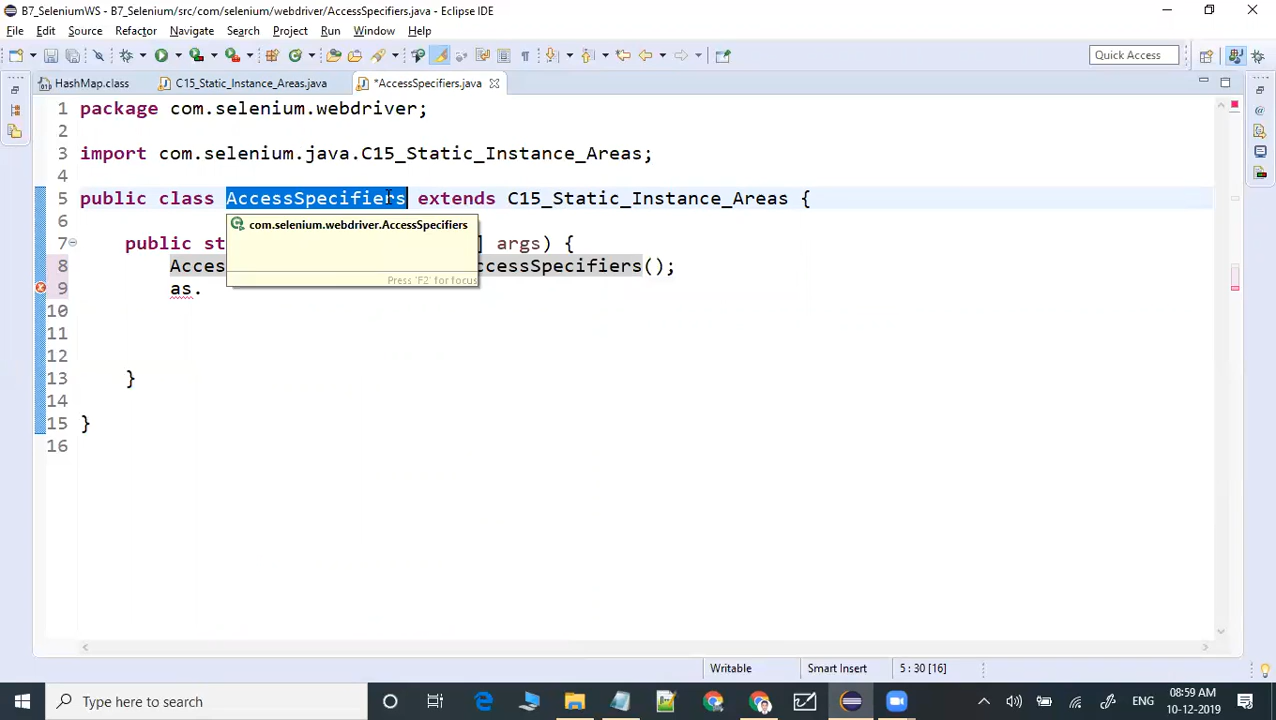 B7_SeleniumWS - B7_Selenium/src/com/selenium/webdriver/AccessSpecifiers.java - Eclipse IDE
File Edit Source Refactor Navigate Search Project Run Window Help
Quick Access
HashMap.class C15_Static_Instance_Areas.java *AccessSpecifiers.java
1 package com.selenium.webdriver;
2
3 import com.selenium.java.C15_Static_Instance_Areas;
4
5 public class AccessSpecifiers extends C15_Static_Instance_Areas {
6
com.selenium.webdriver.AccessSpecifiers
7 public st ] args) {
8 Acces ccessSpecifiers();
Press 'F2' for focus
9 as.
10
11
12
13 }
14
15 }
16
Writable Smart Insert 5 : 30 [16]
Type here to search ENG 08:59 AM
10-12-2019